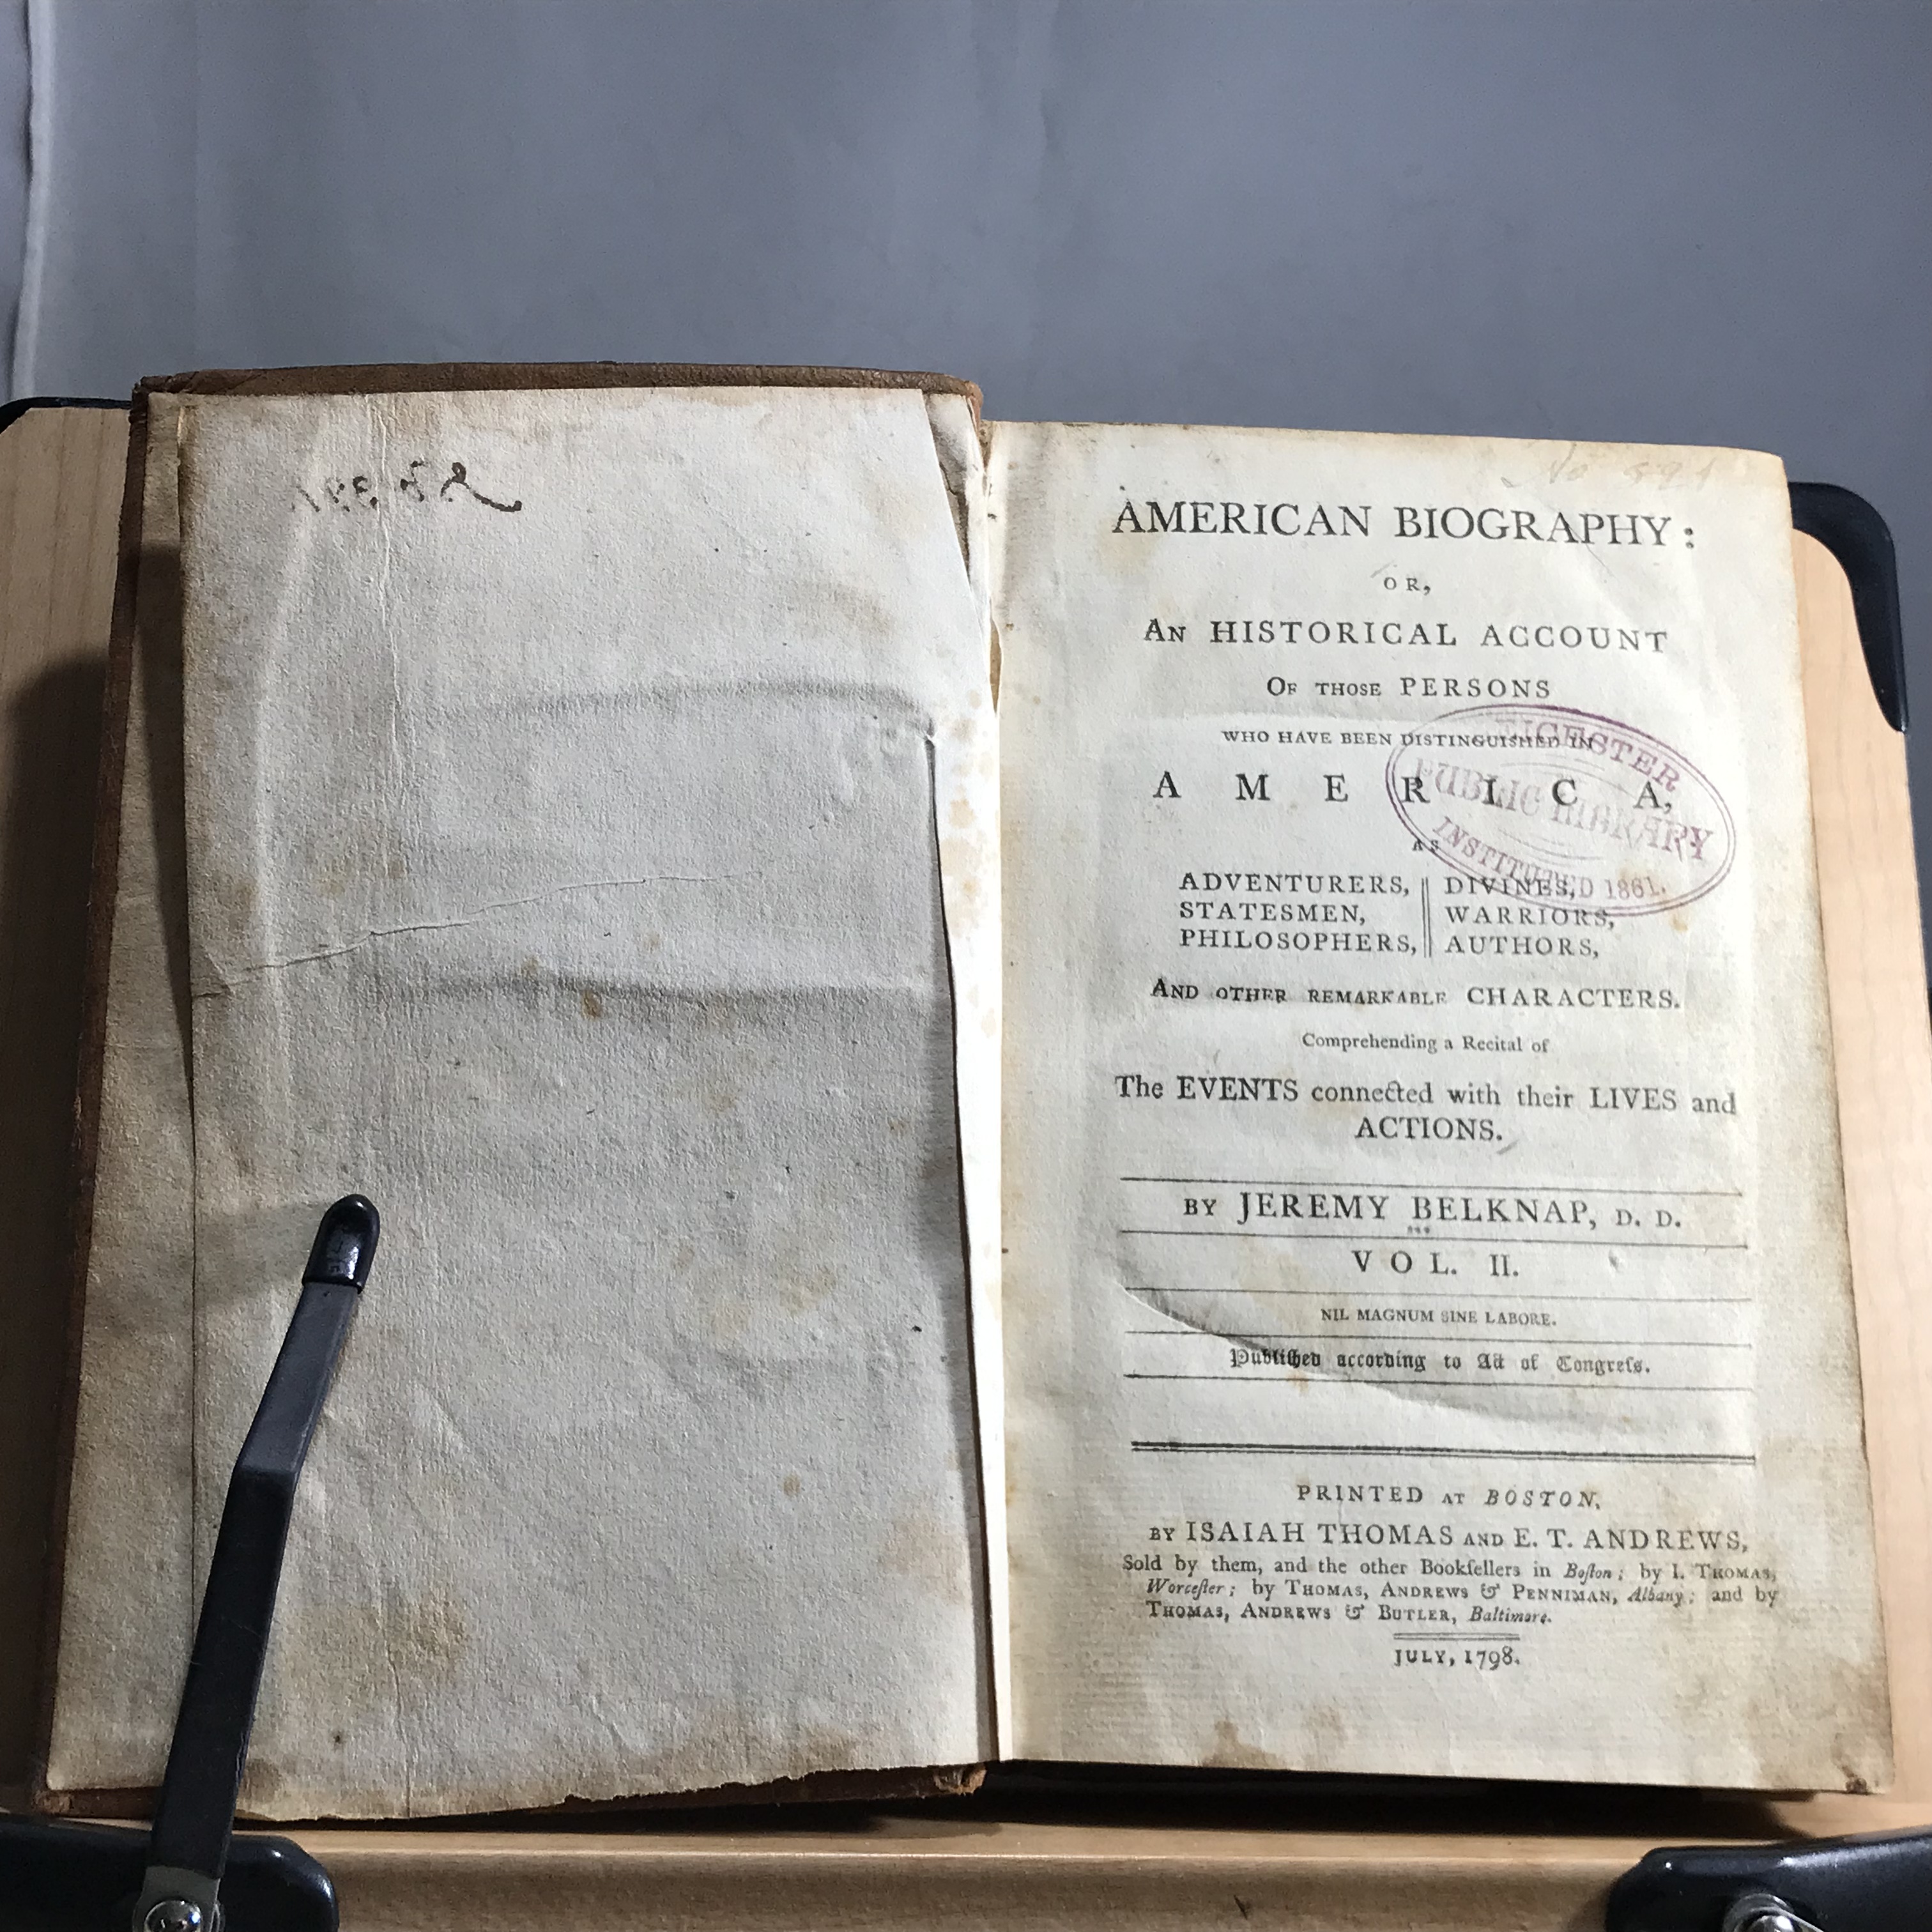 No 591
AMERICAN BIOGRAPHY:
OR,
AN HISTORICAL ACCOUNT
OF THOSE PERSONS
WHO HAVE BEEN DISTINGUISHED IN
A M E R I C A,
AS
ADVENTURERS, || DIVINES,
STATESMEN, || WARRIORS,
PHILOSOPHERS, || AUTHORS,
AND OTHER REMARKABLE CHARACTERS.
Comprehending a Recital of
The EVENTS connected with their LIVES and
ACTIONS.
BY JEREMY BELKNAP, D. D.
VOL. II.
NIL MAGNUM SINE LABORE.
Publiſhed according to Act of Congreſs.
PRINTED AT BOSTON,
BY ISAIAH THOMAS AND E. T. ANDREWS,
Sold by them, and the other Bookſellers in Boſton; by I. THOMAS,
Worceſter; by THOMAS, ANDREWS & PENNIMAN, Albany; and by
THOMAS, ANDREWS & BUTLER, Baltimore.
JULY, 1798.
LEICESTER
PUBLIC LIBRARY
INSTITUTED 1861.